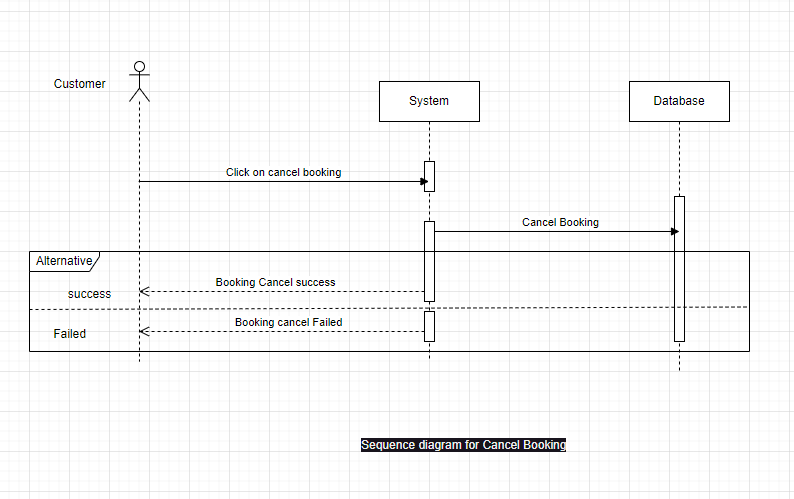 Customer
System
Database
Click on cancel booking
Cancel Booking
Alternative
Booking Cancel success
success
Booking cancel Failed
Failed
Sequence diagram for Cancel Booking